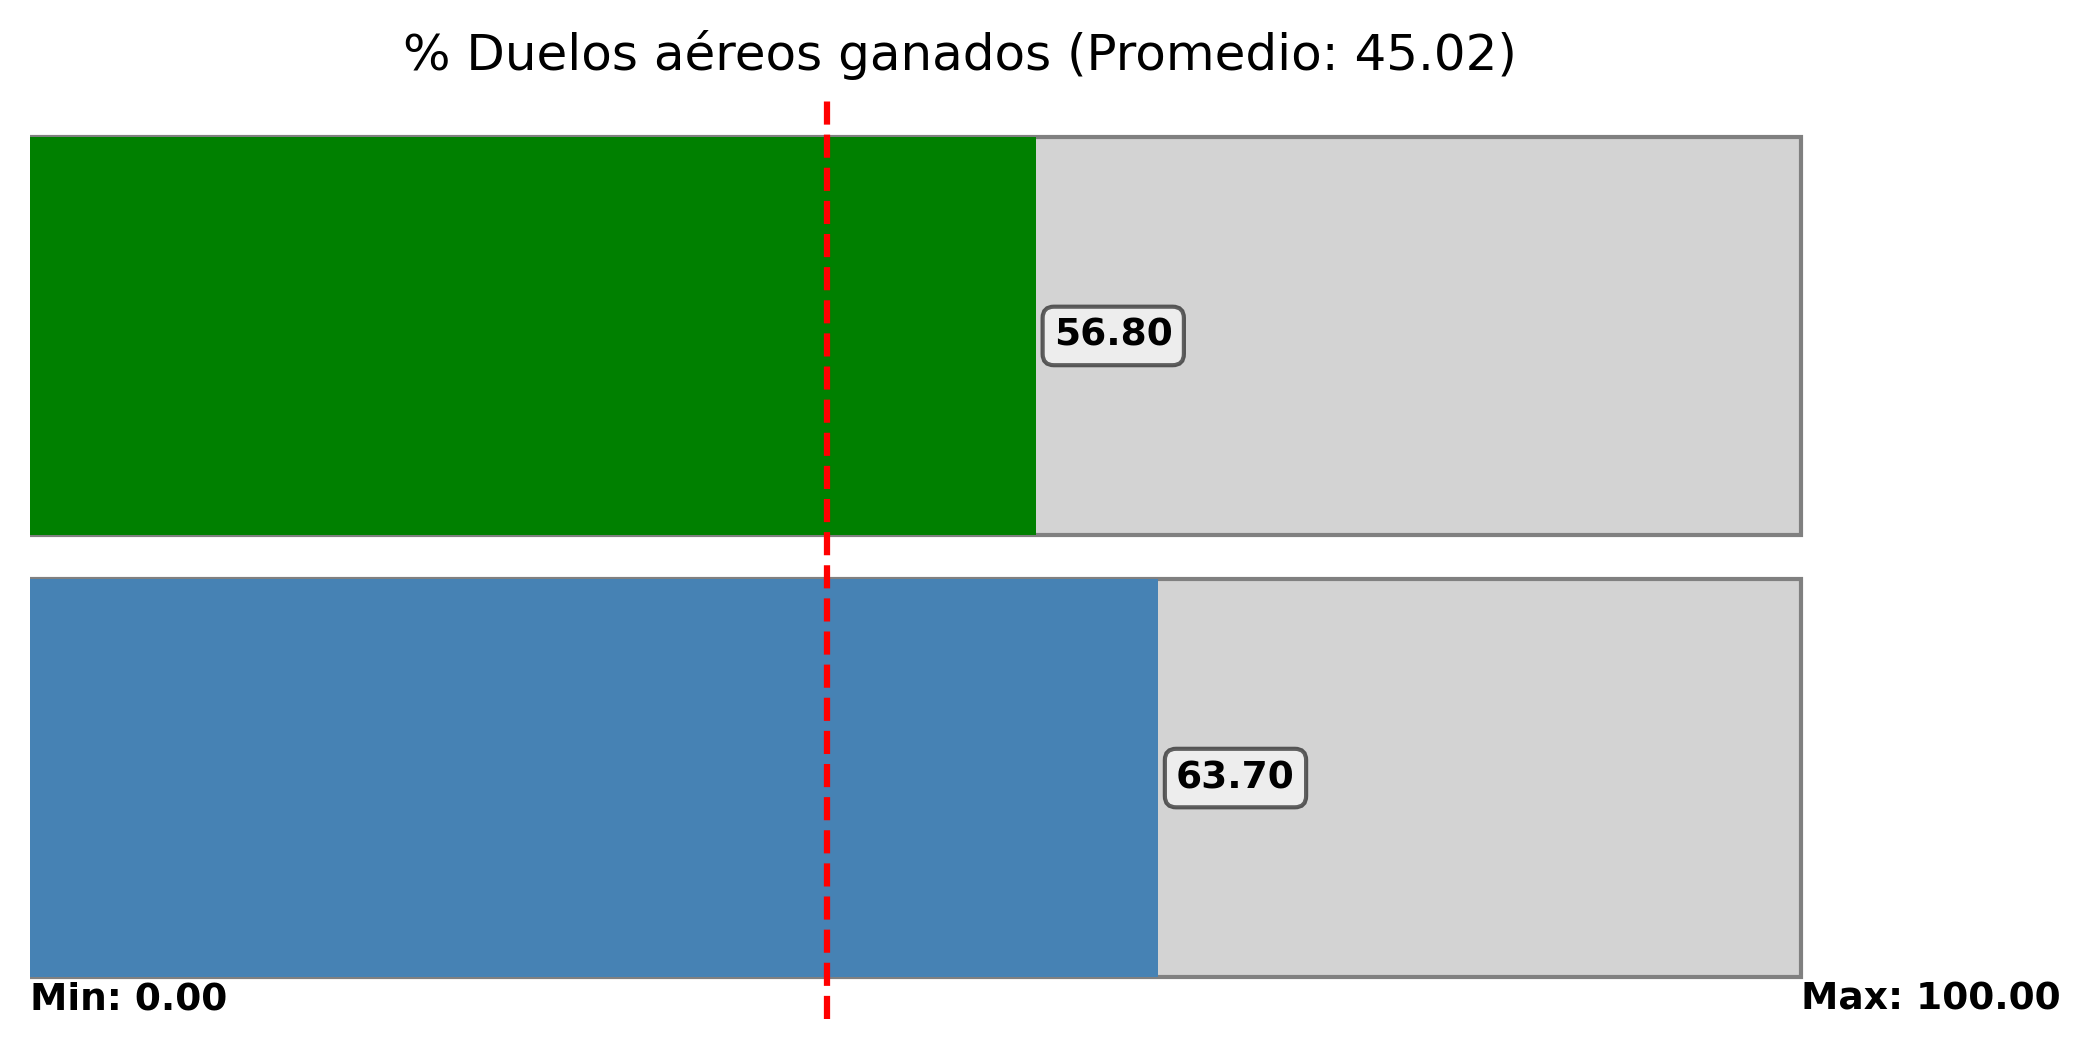 % Duelos aéreos ganados (Promedio: 45.02)
56.80
63.70
Min: 0.00
Max: 100.00